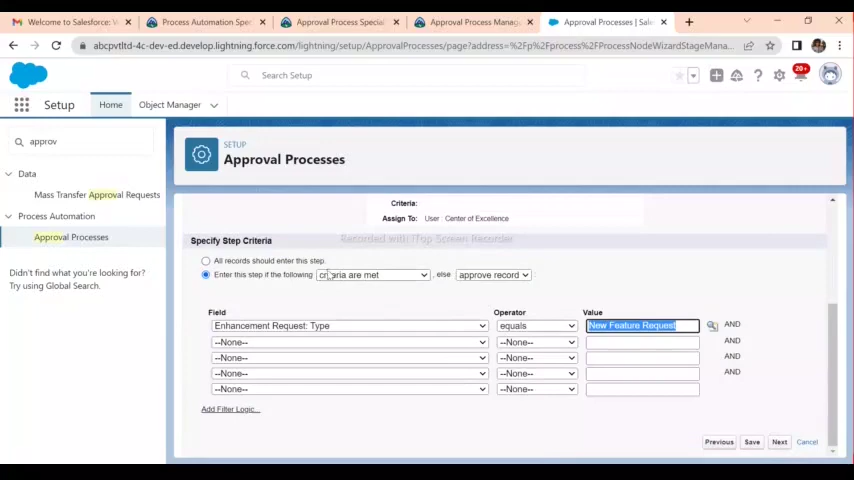 Welcome to Salesforce: V
Process Automation Spe
Approval Process Special
Approval Process Manag
Approval Processes | Sale
abcpvtltd-4c-dev-ed.develop.lightning.force.com/lightning/setup/ApprovalProcesses/page?address=%2Fp%2Fprocess%2FProcessNodeWizardStageMana...
Search Setup
20+
Setup
Home
Object Manager
approv
Data
Mass Transfer Approval Requests
Process Automation
Approval Processes
Didn't find what you're looking for?
Try using Global Search.
SETUP
Approval Processes
Criteria:
Assign To: User : Center of Excellence
Specify Step Criteria
Recorded with iTop Screen Recorder
All records should enter this step.
Enter this step if the following criteria are met , else approve record :
Field Operator Value
Enhancement Request: Type equals New Feature Request AND
--None-- --None-- AND
--None-- --None-- AND
--None-- --None-- AND
--None-- --None--
Add Filter Logic...
Previous Save Next Cancel